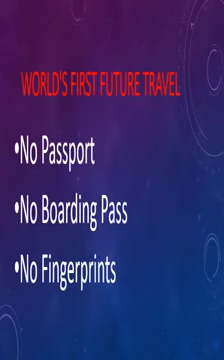 WORLD'S FIRST FUTURE TRAVEL
•No Passport
•No Boarding Pass
•No Fingerprints